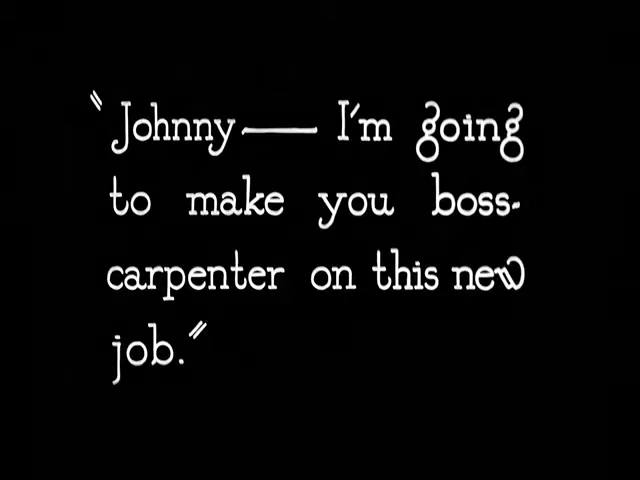 "Johnny— I'm going
to make you boss-
carpenter on this new
job."